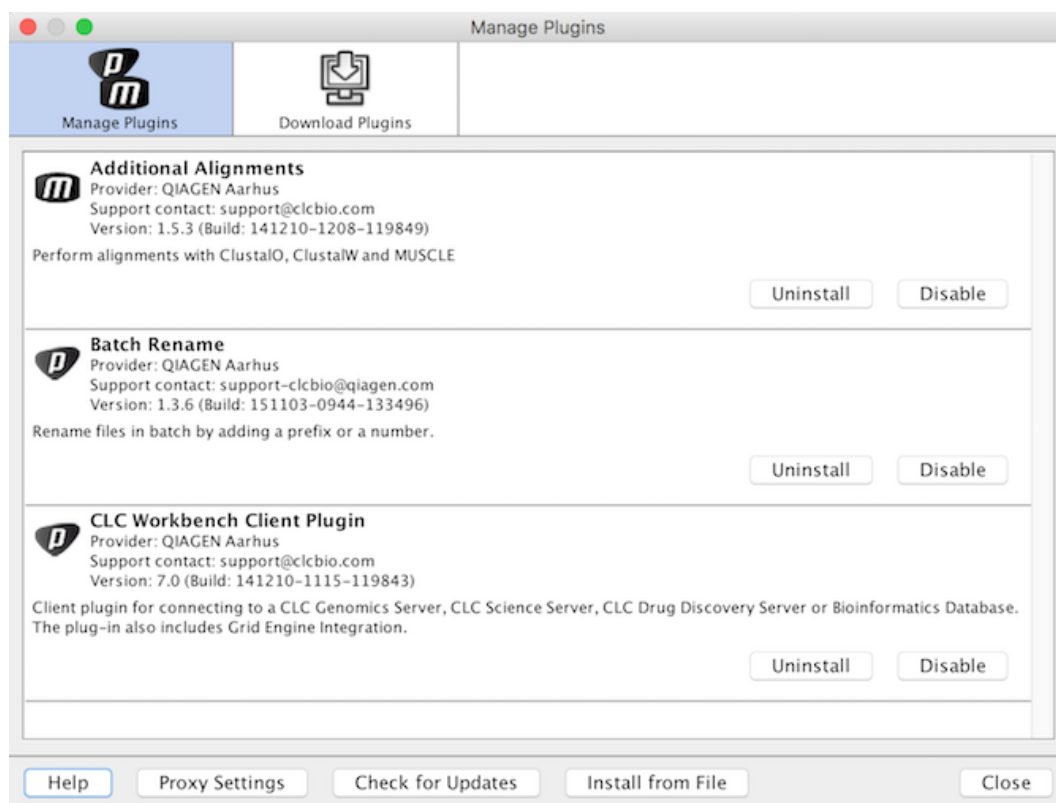 Manage Plugins
Manage Plugins
Download Plugins
Additional Alignments
Provider: QIAGEN Aarhus
Support contact: support@clcbio.com
Version: 1.5.3 (Build: 141210-1208-119849)
Perform alignments with ClustalO, ClustalW and MUSCLE
Uninstall
Disable
Batch Rename
Provider: QIAGEN Aarhus
Support contact: support-clcbio@qiagen.com
Version: 1.3.6 (Build: 151103-0944-133496)
Rename files in batch by adding a prefix or a number.
Uninstall
Disable
CLC Workbench Client Plugin
Provider: QIAGEN Aarhus
Support contact: support@clcbio.com
Version: 7.0 (Build: 141210-1115-119843)
Client plugin for connecting to a CLC Genomics Server, CLC Science Server, CLC Drug Discovery Server or Bioinformatics Database.
The plug-in also includes Grid Engine Integration.
Uninstall
Disable
Help
Proxy Settings
Check for Updates
Install from File
Close